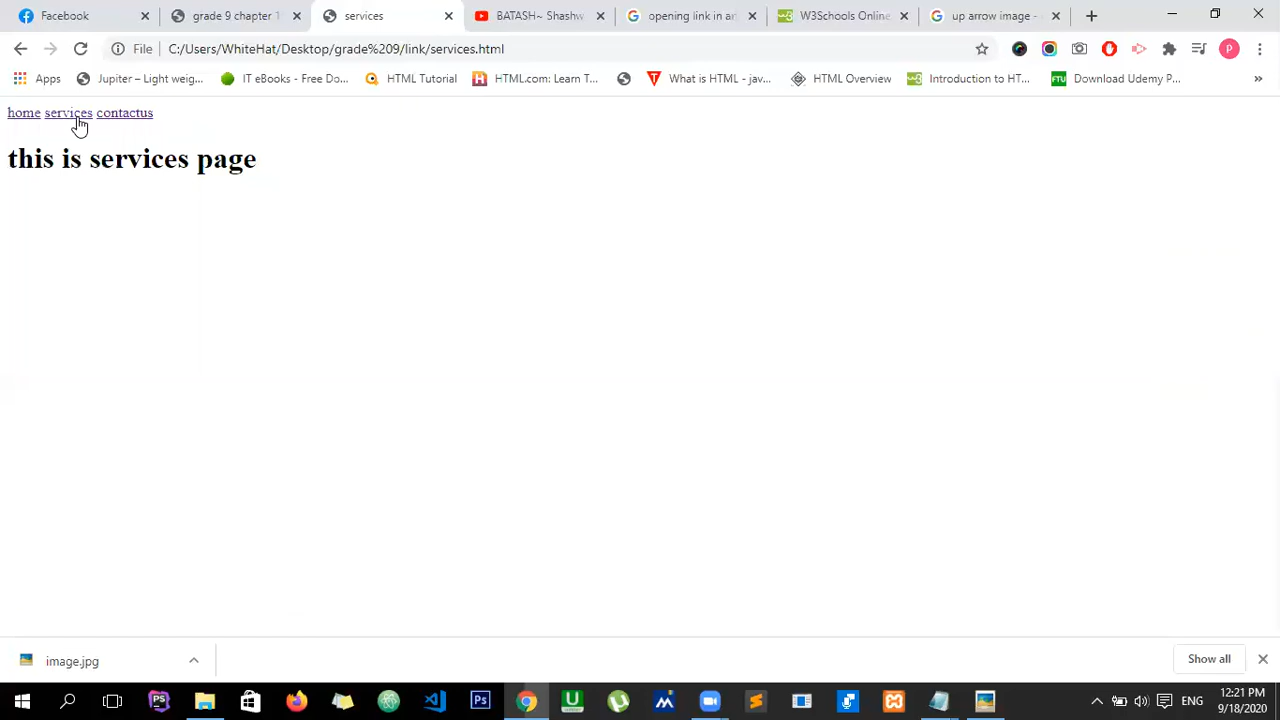 Facebook
grade 9 chapter 1
services
BATASH~ Shashw
opening link in an
W3Schools Online
up arrow image -
File
C:/Users/WhiteHat/Desktop/grade%209/link/services.html
P
Apps
Jupiter – Light weig...
IT eBooks - Free Do...
HTML Tutorial
HTML.com: Learn T...
What is HTML - jav...
HTML Overview
Introduction to HT...
FTU
Download Udemy P...
»
home services contactus
this is services page
image.jpg
Show all
Ps
ENG
12:21 PM
9/18/2020